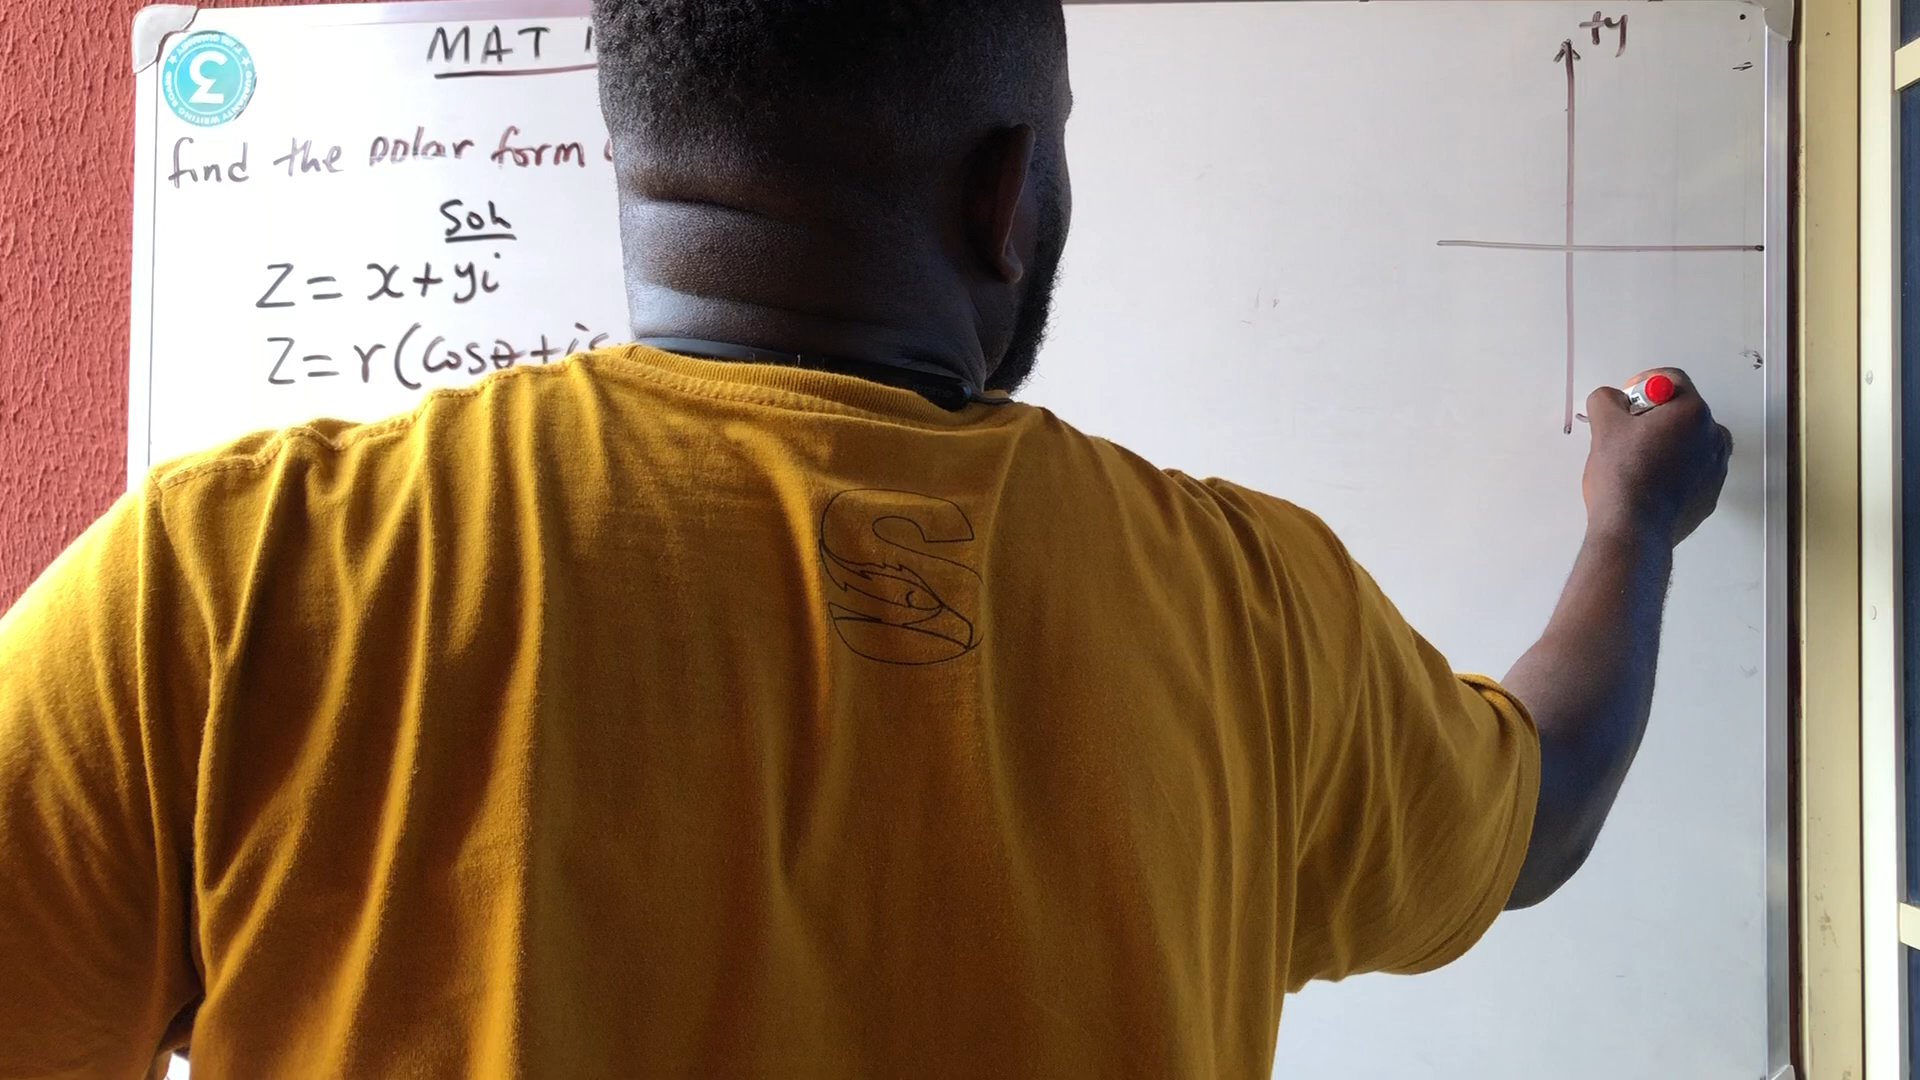 MAT
find the polar form
Soln
Z = x + yi
Z = r(cosθ + i
+y